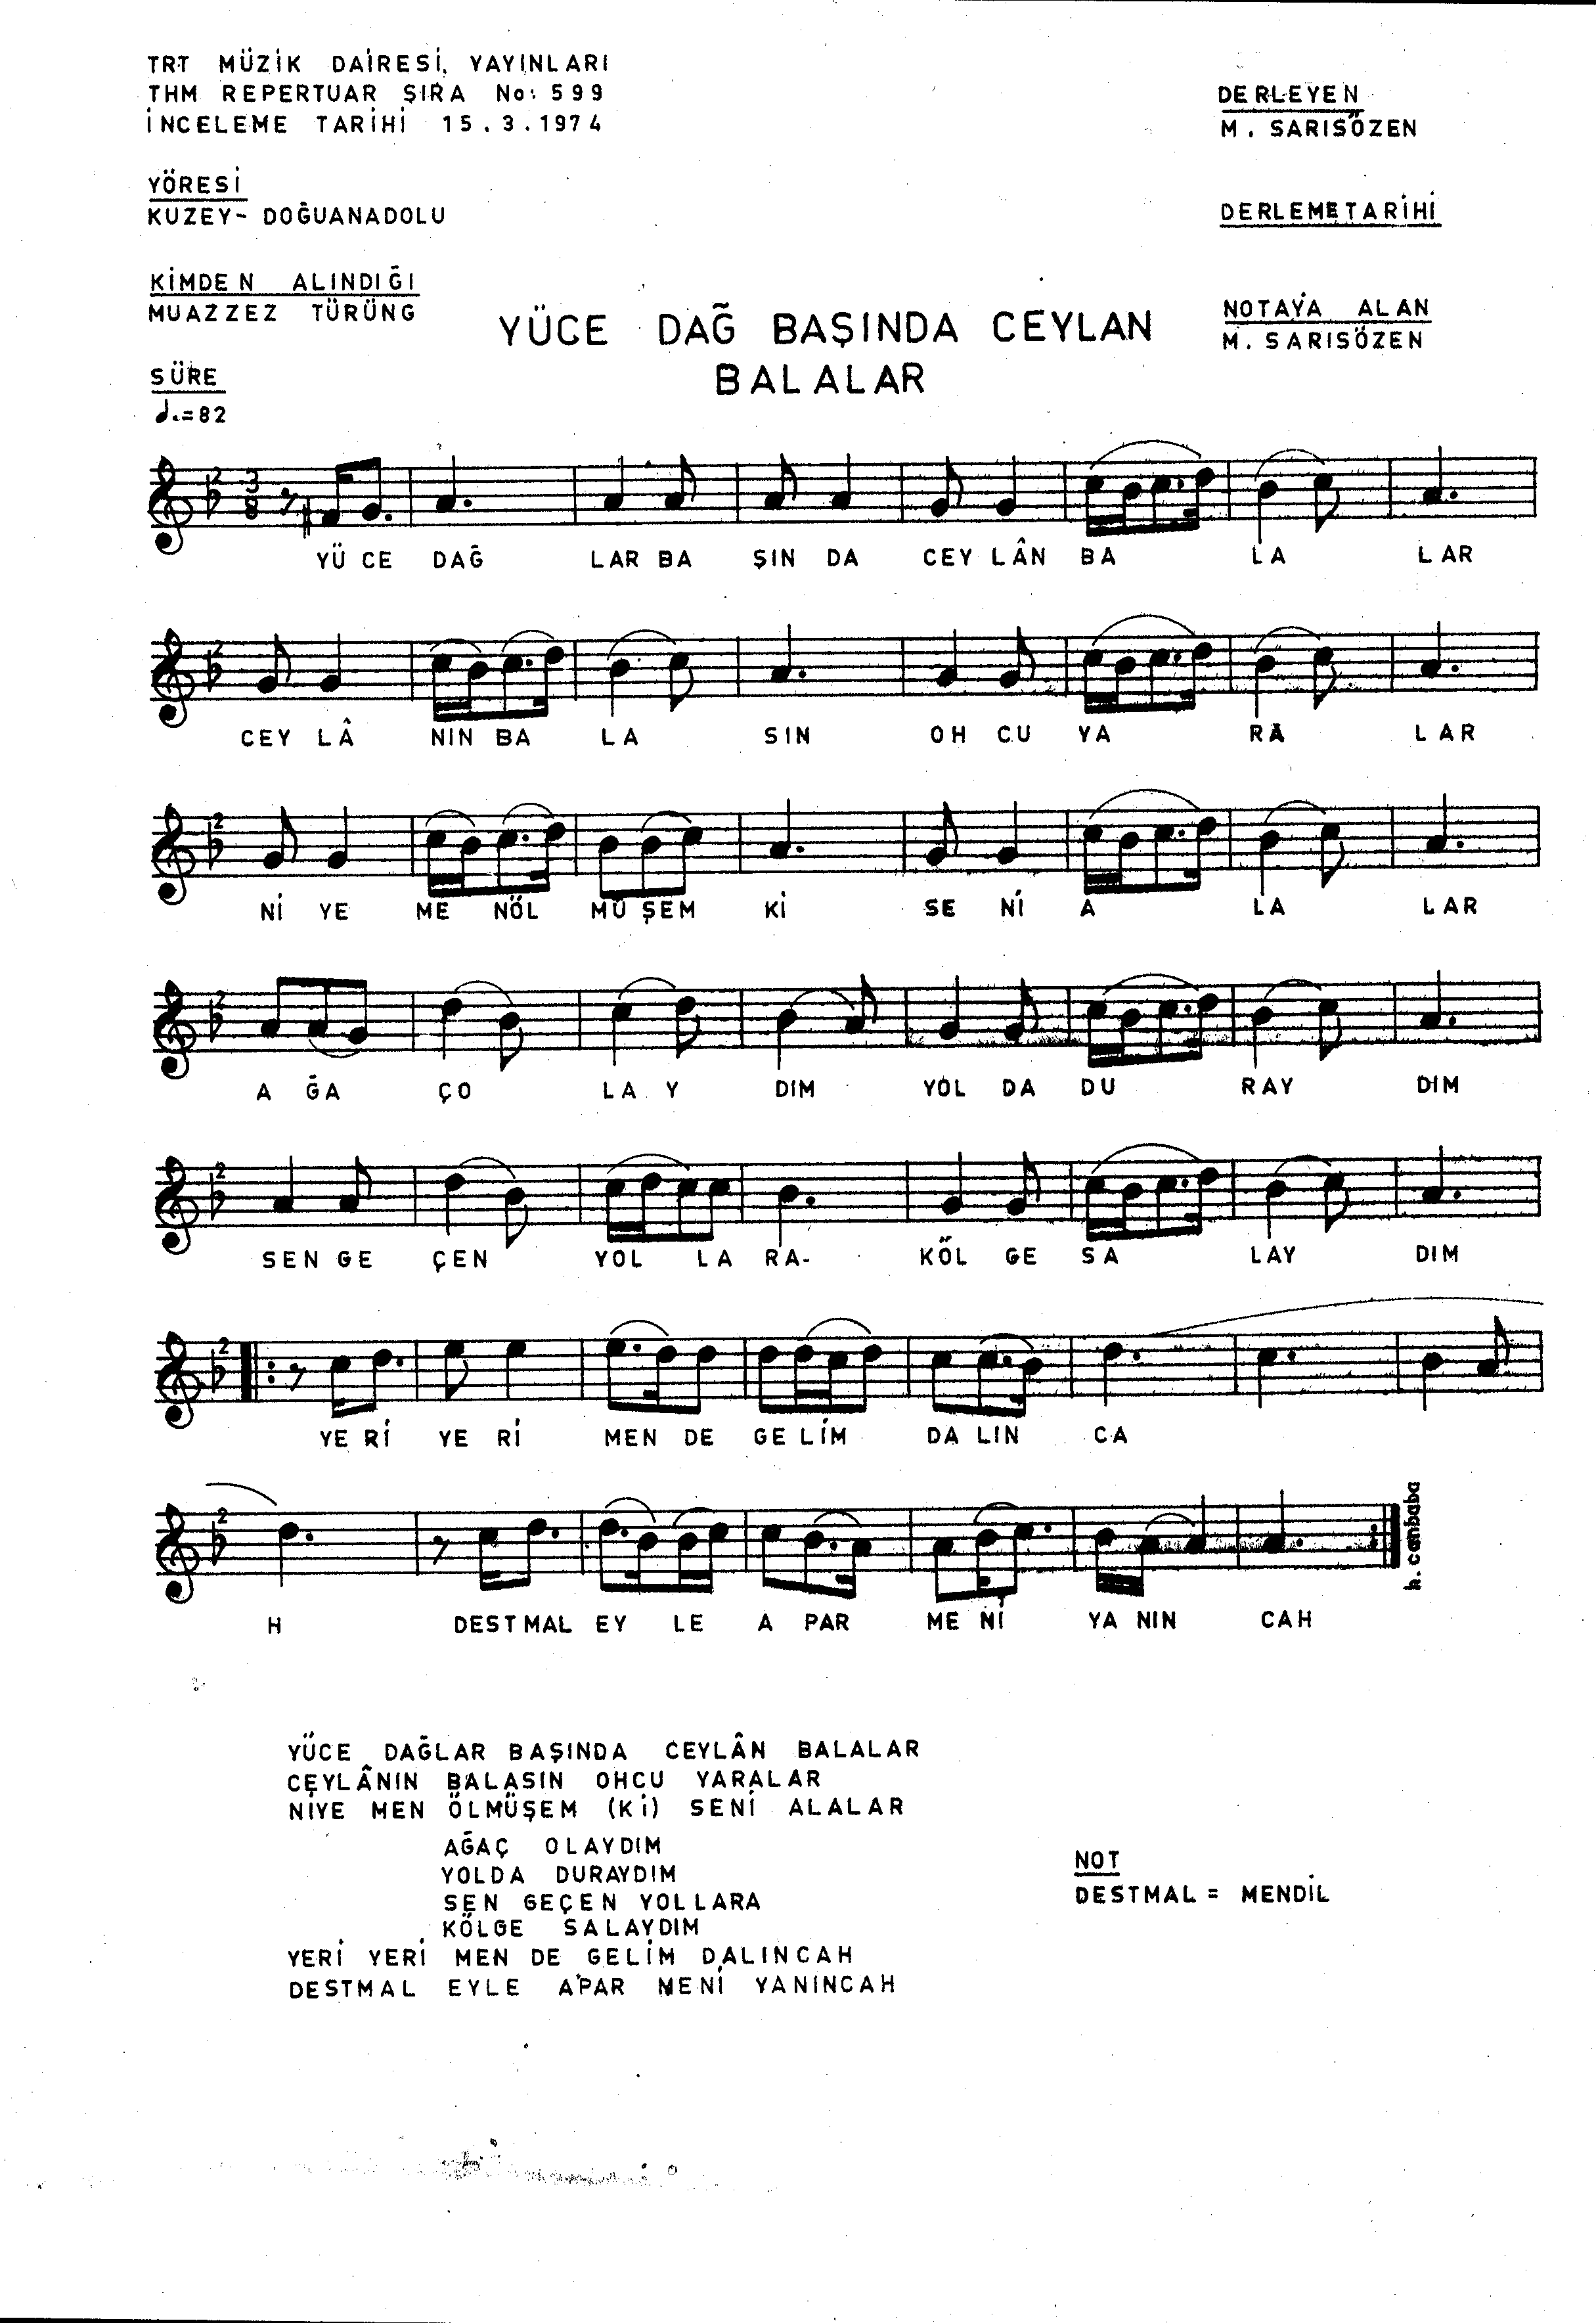 TRT MÜZİK DAİRESİ YAYINLARI
THM REPERTUAR SIRA No: 599
İNCELEME TARİHİ 15.3.1974
DERLEYEN
M. SARISÖZEN
YÖRESİ
KUZEY-DOĞUANADOLU
DERLEME TARİHİ
KİMDEN ALINDIĞI
MUAZZEZ TÜRÜNG
NOTAYA ALAN
M. SARISÖZEN
YÜCE DAĞ BAŞINDA CEYLAN
BALALAR
SÜRE
♩.=82
YÜ CE DAĞ LAR BA ŞIN DA CEY LÂN BA LA LAR
CEY LÂ NIN BA LA SIN OH CU YA RA LAR
Nİ YE ME NÖL MÜ ŞEM Kİ SE Nİ A LA LAR
A ĞA ÇO LA Y DIM YOL DA DU RAY DIM
SEN GE ÇEN YOL LA RA- KÖL GE SA LAY DIM
YE Rİ YE Rİ MEN DE GE LİM DA LIN CA
H DESTMAL EY LE A PAR ME Nİ YA NIN CAH
h. canbaba
YÜCE DAĞLAR BAŞINDA CEYLÂN BALALAR
CEYLÂNIN BALASIN OHCU YARALAR
NİYE MEN ÖLMÜŞEM (Kİ) SENİ ALALAR
AĞAÇ OLAYDIM
YOLDA DURAYDIM
SEN GEÇEN YOLLARA
KÖLGE SALAYDIM
YERİ YERİ MEN DE GELİM DALINCAH
DESTMAL EYLE APAR MENİ YANINCAH
NOT
DESTMAL = MENDİL